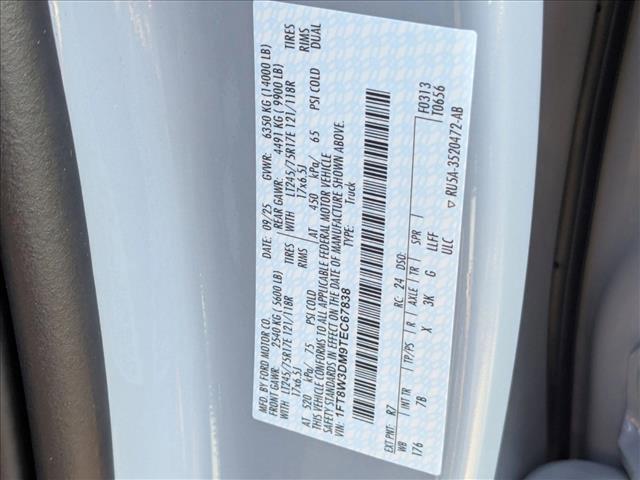 MFD. BY FORD MOTOR CO. DATE: 09/25 GVWR: 6350 KG (14000 LB)
FRONT GAWR: 2540 KG ( 5600 LB) REAR GAWR: 4491 KG ( 9900 LB)
WITH LT245/75R17E 121/118R TIRES WITH LT245/75R17E 121/118R TIRES
17x6.5J RIMS 17x6.5J RIMS
AT 520 kPa/ 75 PSI COLD AT 450 kPa/ 65 PSI COLD DUAL
THIS VEHICLE CONFORMS TO ALL APPLICABLE FEDERAL MOTOR VEHICLE
SAFETY STANDARDS IN EFFECT ON THE DATE OF MANUFACTURE SHOWN ABOVE.
VIN: 1FT8W3DM9TEC67838 TYPE: Truck
F0313
T0656
EXT PNT: R7 RC: 24 DSO:
WB INT TR TP/PS R AXLE TR SPR
176 7B X 3K G LLFF
ULC
▽ RU5A-3520472-AB